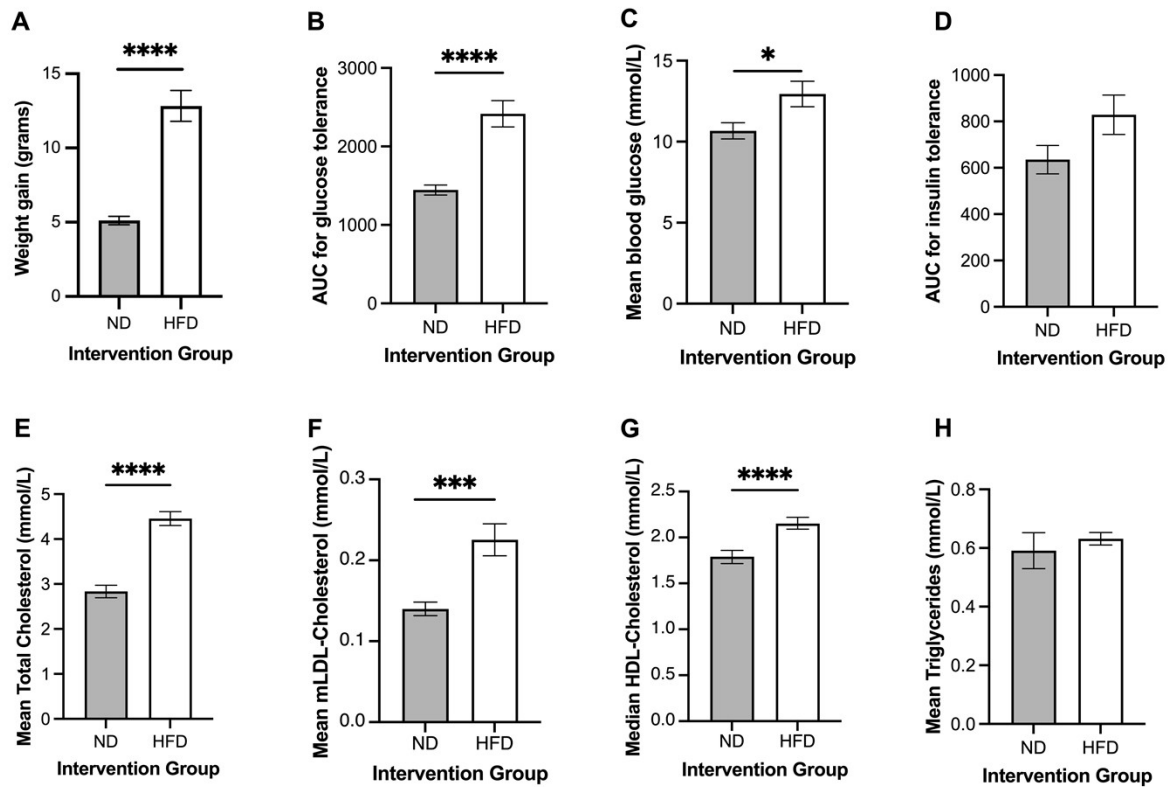 A
****
Weight gain (grams)
15
10
5
0
ND HFD
Intervention Group
B
****
AUC for glucose tolerance
3000
2000
1000
0
ND HFD
Intervention Group
C
*
Mean blood glucose (mmol/L)
15
10
5
0
ND HFD
Intervention Group
D
AUC for insulin tolerance
1000
800
600
400
200
0
ND HFD
Intervention Group
E
****
Mean Total Cholesterol (mmol/L)
5
4
3
2
1
0
ND HFD
Intervention Group
F
***
Mean mLDL-Cholesterol (mmol/L)
0.3
0.2
0.1
0.0
ND HFD
Intervention Group
G
****
Median HDL-Cholesterol (mmol/L)
2.5
2.0
1.5
1.0
0.5
0.0
ND HFD
Intervention Group
H
Mean Triglycerides (mmol/L)
0.8
0.6
0.4
0.2
0.0
ND HFD
Intervention Group